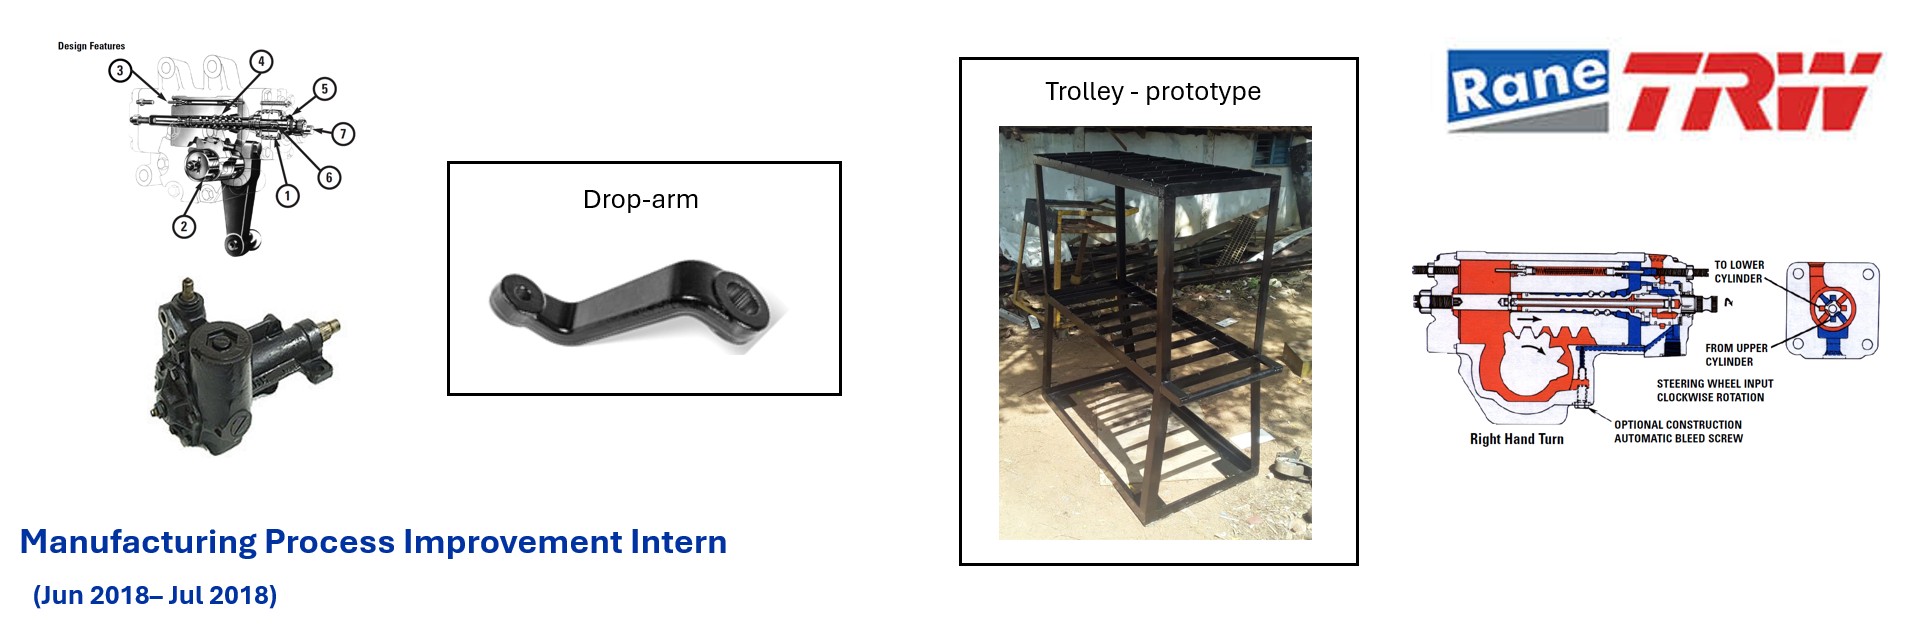 Design Features
3
4
5
7
6
1
2
Drop-arm
Trolley - prototype
Rane TRW
TO LOWER
CYLINDER
FROM UPPER
CYLINDER
STEERING WHEEL INPUT
CLOCKWISE ROTATION
OPTIONAL CONSTRUCTION
AUTOMATIC BLEED SCREW
Right Hand Turn
Manufacturing Process Improvement Intern
(Jun 2018– Jul 2018)